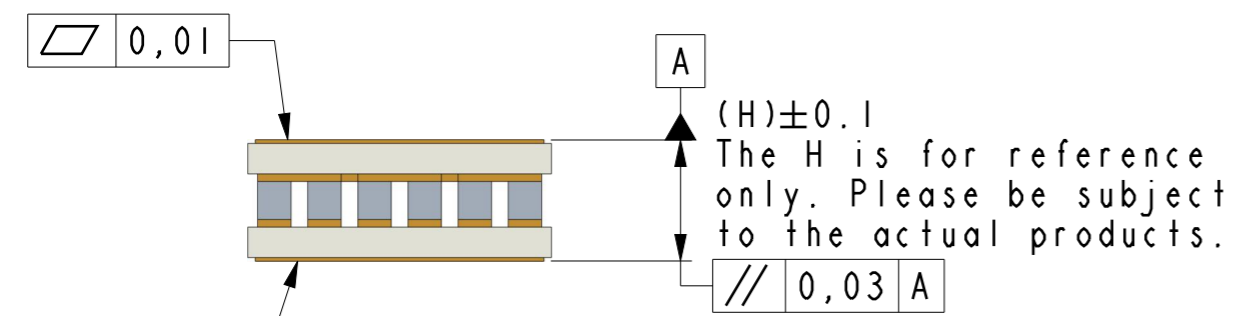 0,01
A
(H)±0.1
The H is for reference
only. Please be subject
to the actual products.
// 0,03 A